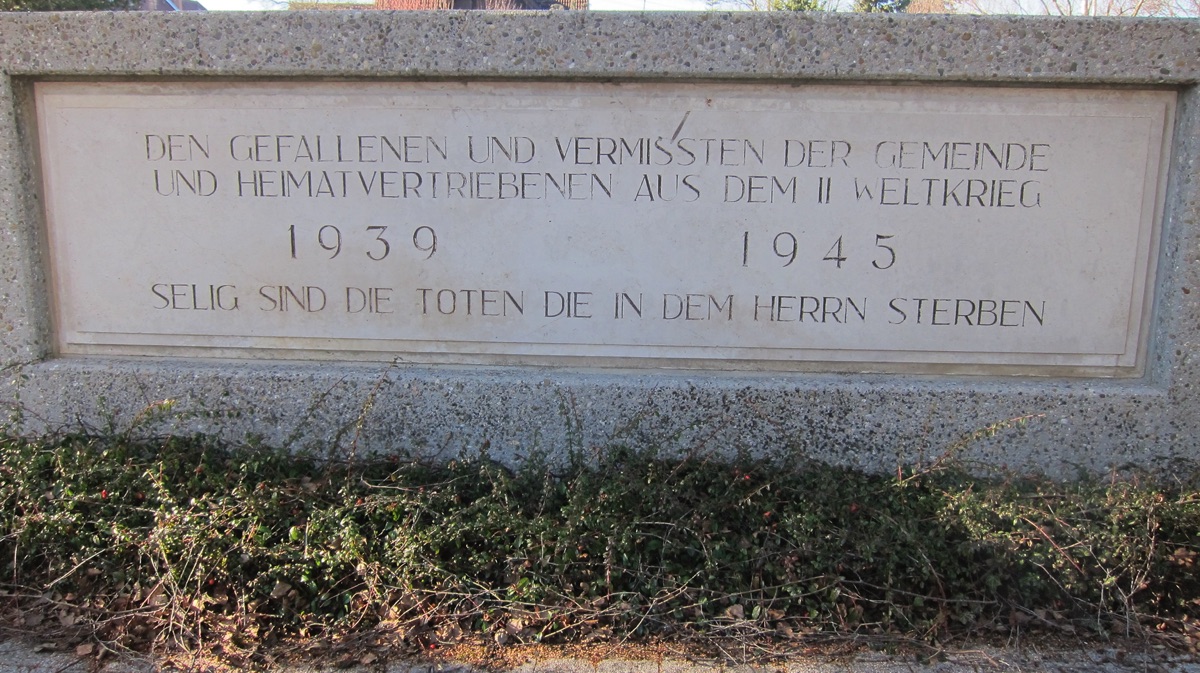 DEN GEFALLENEN UND VERMISSTEN DER GEMEINDE
UND HEIMATVERTRIEBENEN AUS DEM II WELTKRIEG
1939 1945
SELIG SIND DIE TOTEN DIE IN DEM HERRN STERBEN